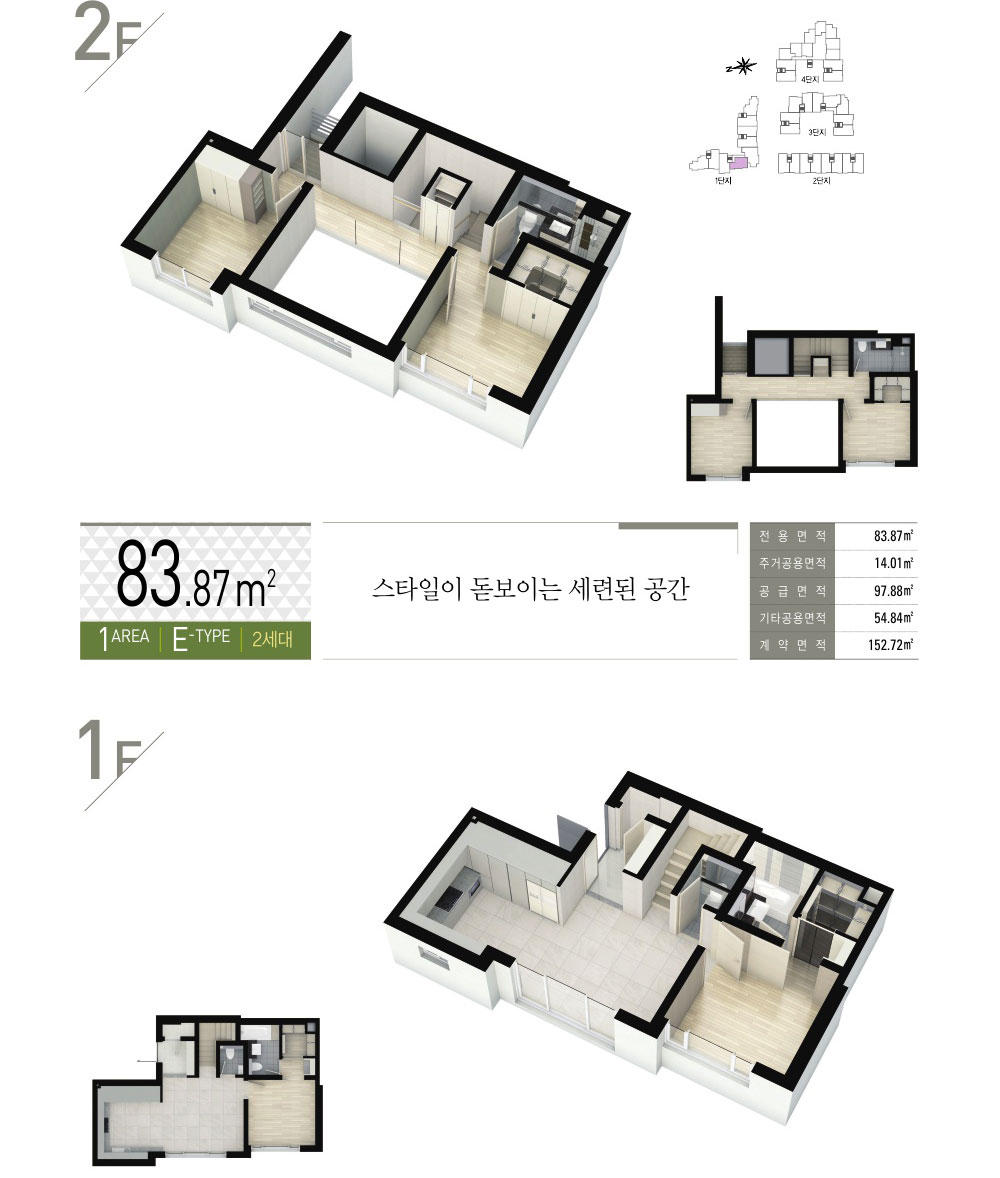 2F
4단지
3단지
1단지
2단지
83.87m²
1 AREA | E-TYPE | 2세대
스타일이 돋보이는 세련된 공간
전용면적 83.87㎡
주거공용면적 14.01㎡
공급면적 97.88㎡
기타공용면적 54.84㎡
계약면적 152.72㎡
1F